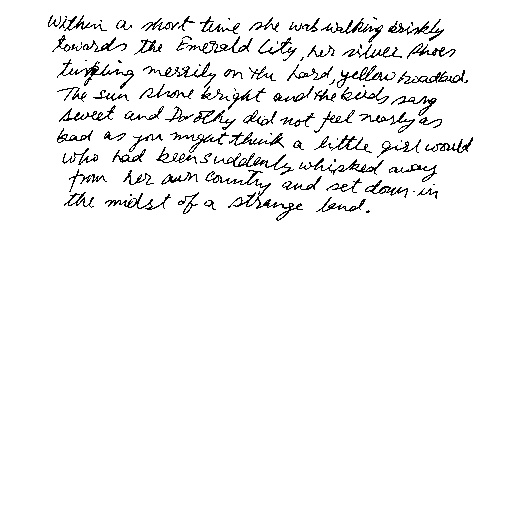 Within a short time she was walking briskly
towards the Emerald City, her silver Shoes
tinkling merrily on the hard, yellow roadbed.
The sun shone bright and the birds sang
sweet and Dorothy did not feel nearly as
bad as you might think a little girl would
who had been suddenly whisked away
from her own country and set down in
the midst of a strange land.